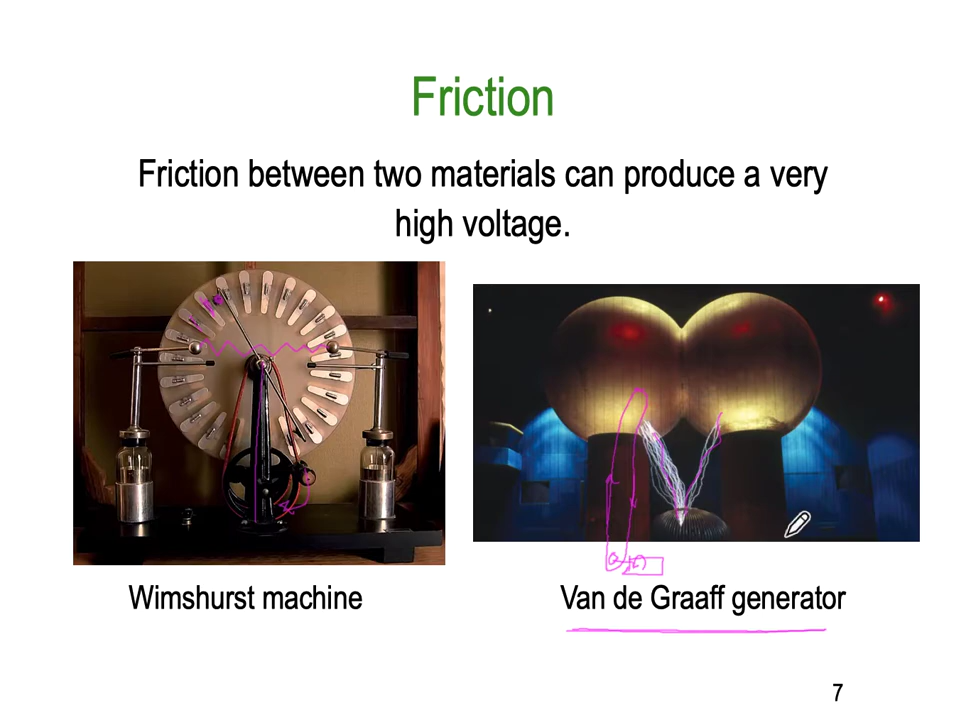 Friction
Friction between two materials can produce a very
high voltage.
Wimshurst machine
Van de Graaff generator
7